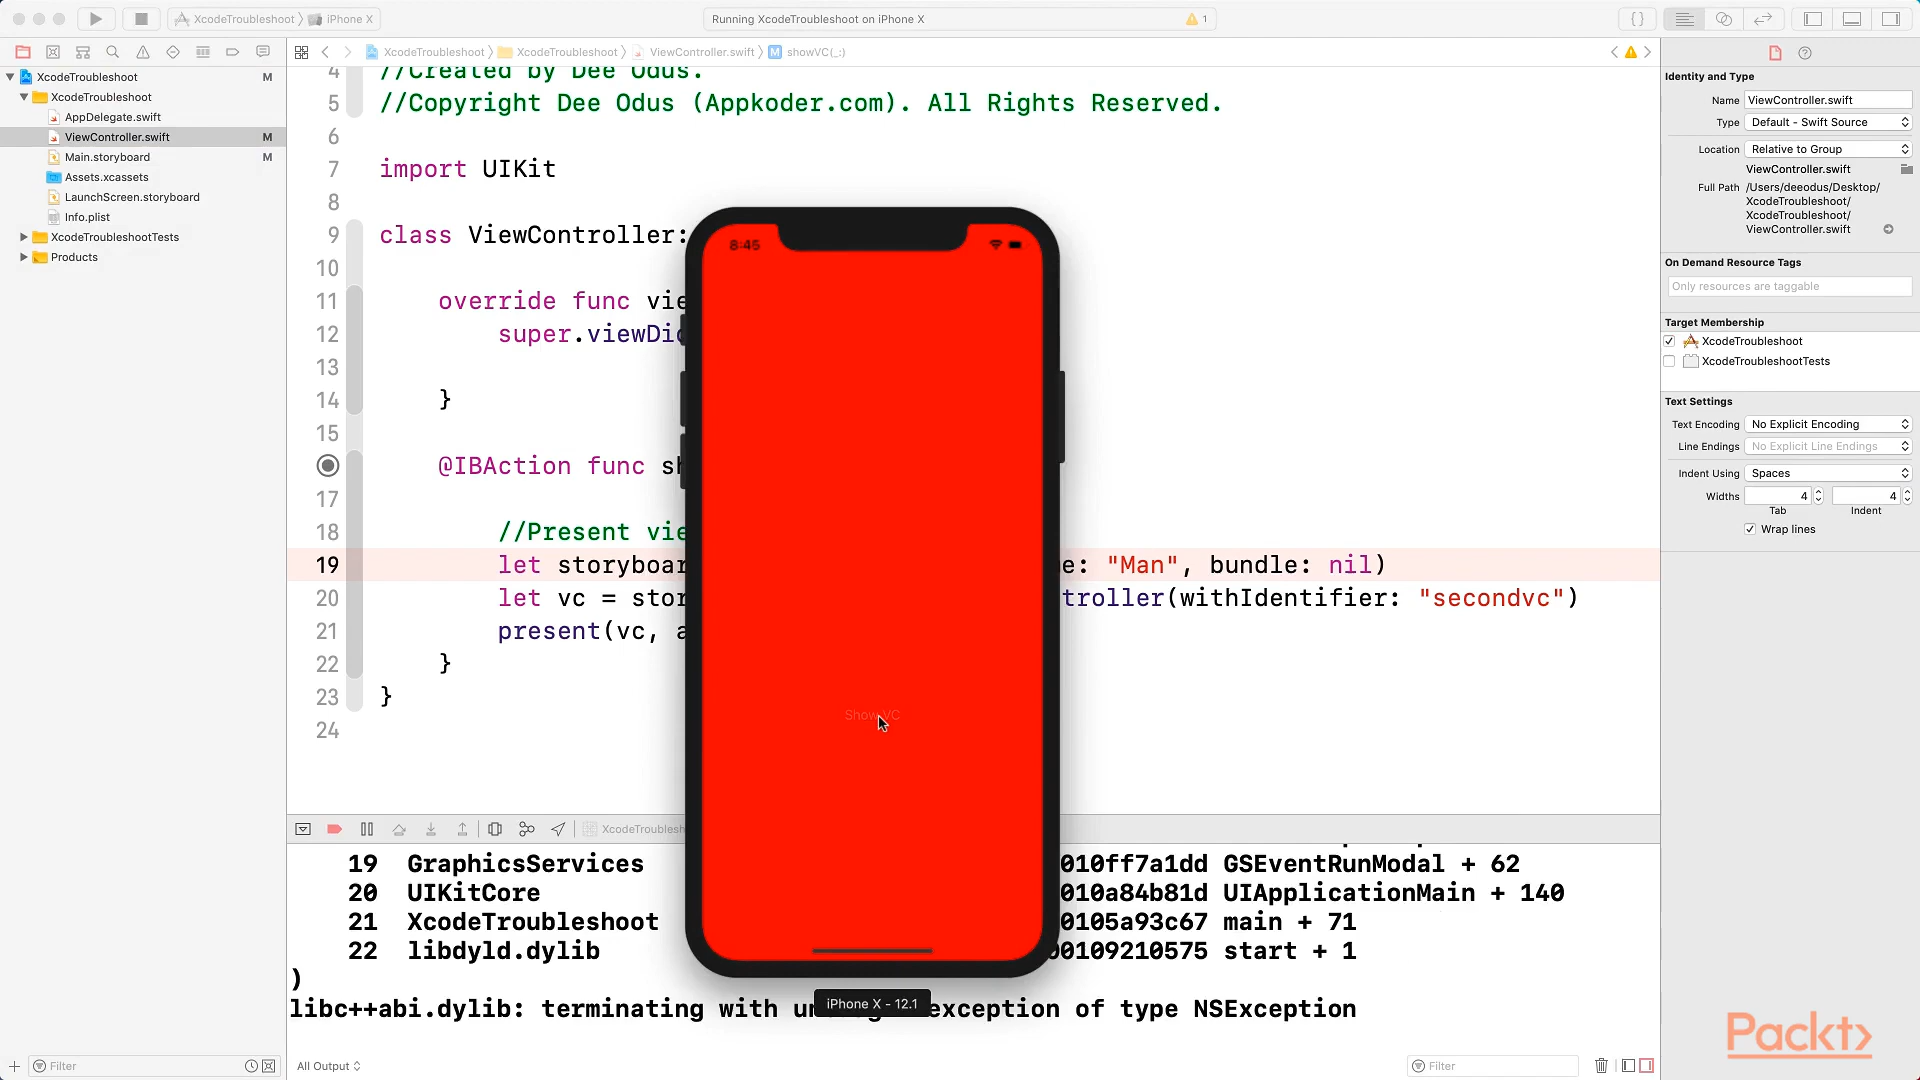 XcodeTroubleshoot
iPhone X
Running XcodeTroubleshoot on iPhone X
1
XcodeTroubleshoot
XcodeTroubleshoot
ViewController.swift
M
showVC(_:)
XcodeTroubleshoot
M
XcodeTroubleshoot
AppDelegate.swift
ViewController.swift
M
Main.storyboard
M
Assets.xcassets
LaunchScreen.storyboard
Info.plist
XcodeTroubleshootTests
Products
4 //Created by Dee Odus.
5 //Copyright Dee Odus (Appkoder.com). All Rights Reserved.
6
7 import UIKit
8
9 class ViewController:
10
11 override func vie
12 super.viewDid
13
14 }
15
@IBAction func sh
17
18 //Present vie
19 let storyboar e: "Man", bundle: nil)
20 let vc = stor troller(withIdentifier: "secondvc")
21 present(vc, a
22 }
23 }
24
8:45
Show VC
iPhone X - 12.1
XcodeTroublesh
19 GraphicsServices 010ff7a1dd GSEventRunModal + 62
20 UIKitCore 010a84b81d UIApplicationMain + 140
21 XcodeTroubleshoot 0105a93c67 main + 71
22 libdyld.dylib 00109210575 start + 1
)
libc++abi.dylib: terminating with un exception of type NSException
Filter
All Output
Filter
Identity and Type
Name ViewController.swift
Type Default - Swift Source
Location Relative to Group
ViewController.swift
Full Path /Users/deeodus/Desktop/
XcodeTroubleshoot/
XcodeTroubleshoot/
ViewController.swift
On Demand Resource Tags
Only resources are taggable
Target Membership
XcodeTroubleshoot
XcodeTroubleshootTests
Text Settings
Text Encoding No Explicit Encoding
Line Endings No Explicit Line Endings
Indent Using Spaces
Widths 4 4
Tab Indent
Wrap lines
Packt